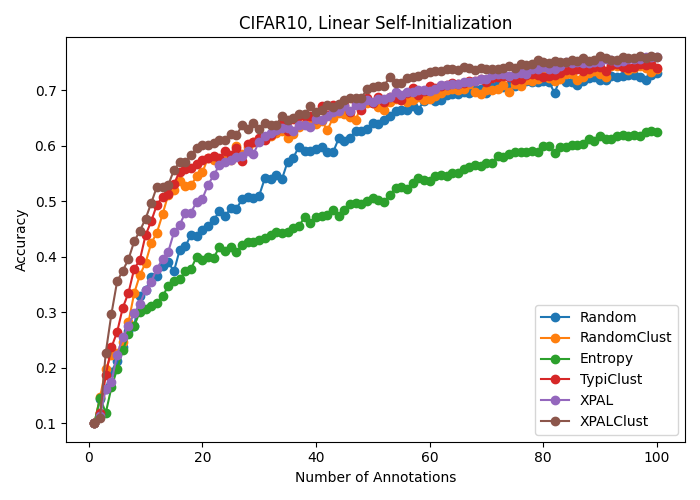 CIFAR10, Linear Self-Initialization
Accuracy
0.7
0.6
0.5
0.4
0.3
0.2
0.1
0 20 40 60 80 100
Number of Annotations
Random
RandomClust
Entropy
TypiClust
XPAL
XPALClust